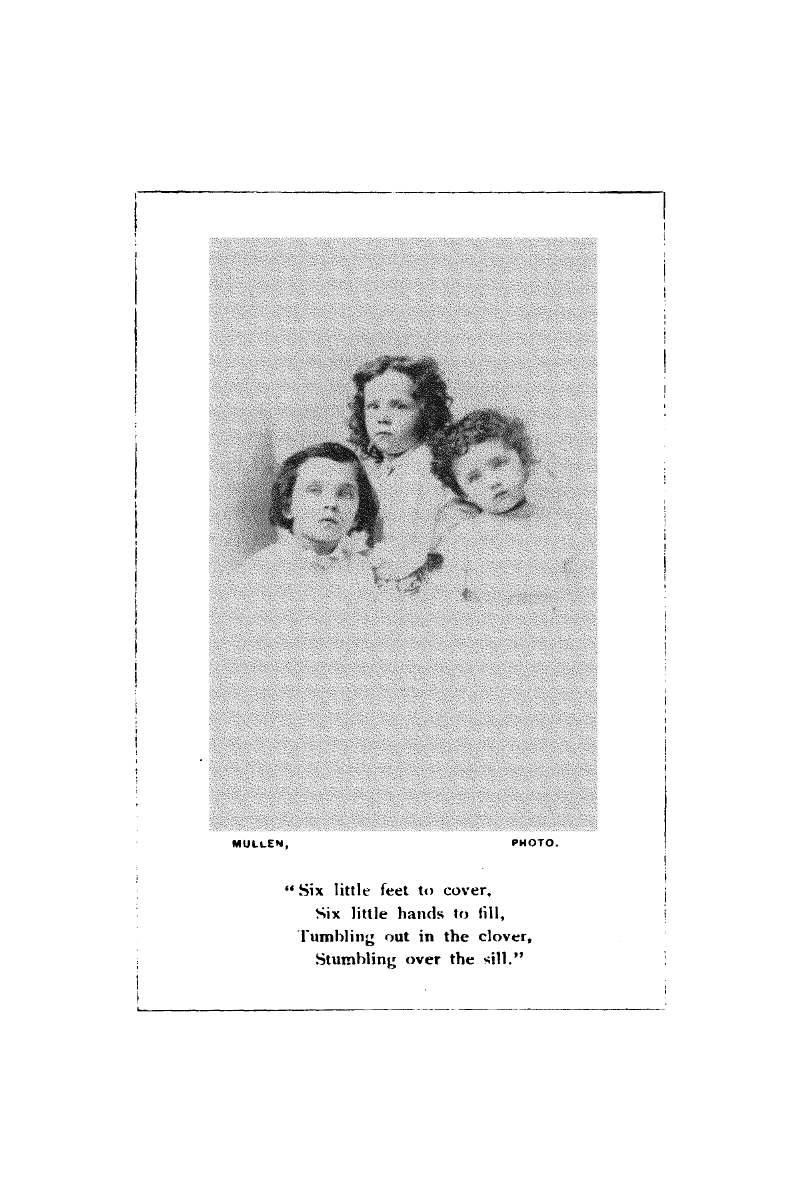 MULLEN, PHOTO.
“Six little feet to cover,
Six little hands to fill,
Tumbling out in the clover,
Stumbling over the sill.”